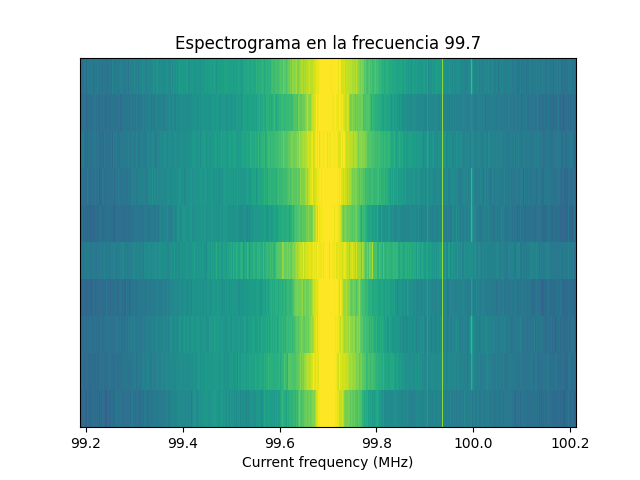 Espectrograma en la frecuencia 99.7
99.2 99.4 99.6 99.8 100.0 100.2
Current frequency (MHz)